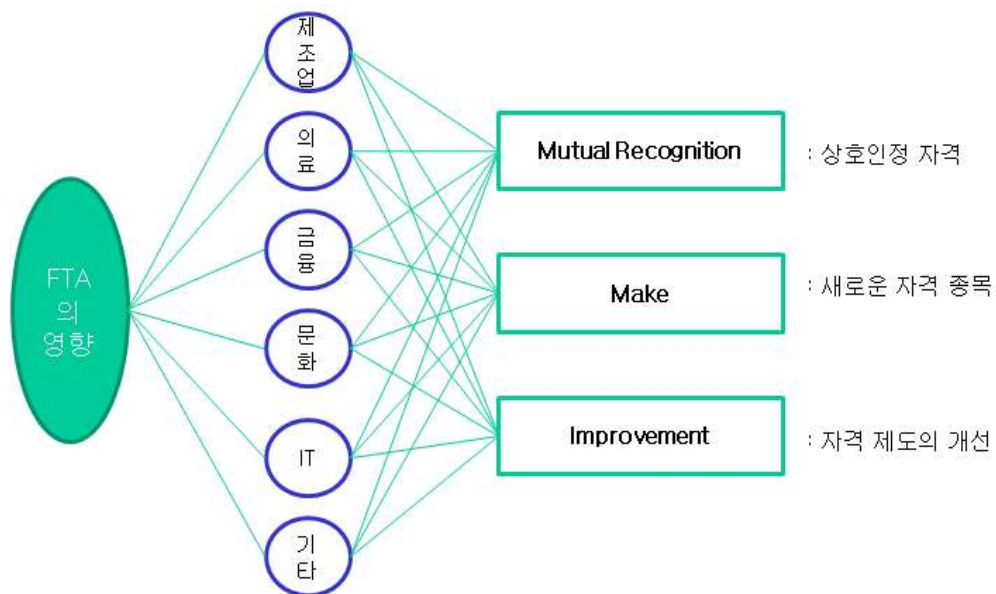 FTA
의
영향
제
조
업
의
료
금
융
문
화
IT
기
타
Mutual Recognition
: 상호인정 자격
Make
: 새로운 자격 종목
Improvement
: 자격 제도의 개선